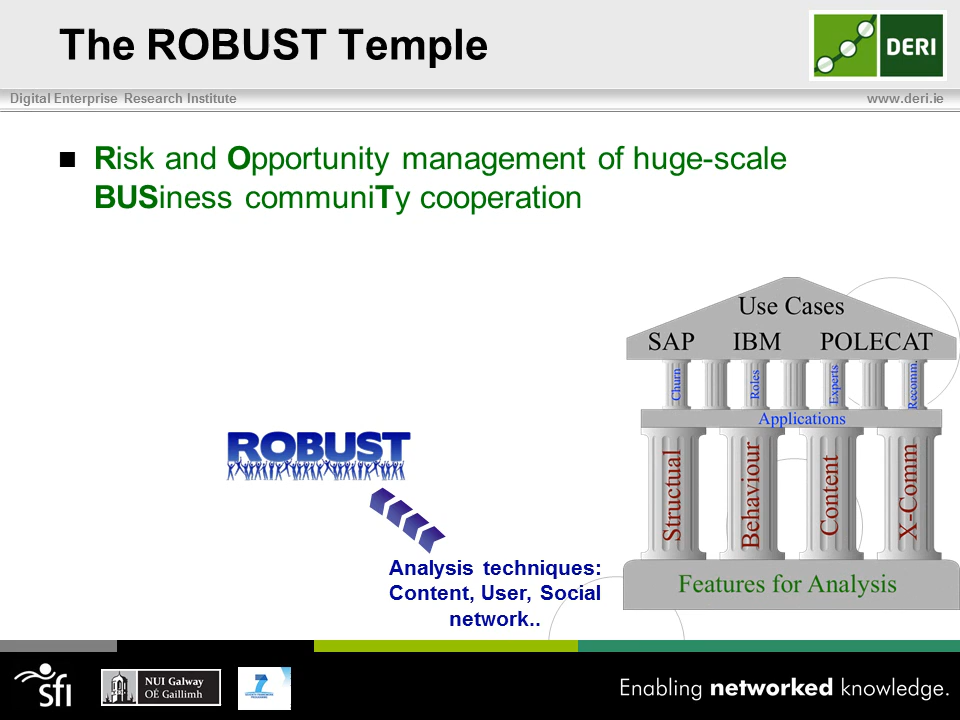 The ROBUST Temple
DERI
Digital Enterprise Research Institute
www.deri.ie
Risk and Opportunity management of huge-scale
BUSiness communiTy cooperation
Use Cases
SAP IBM POLECAT
Churn
Roles
Experts
Recomm.
Applications
Structual
Behaviour
Content
X-Comm
Features for Analysis
ROBUST
Analysis techniques:
Content, User, Social
network..
sfi
NUI Galway
OÉ Gaillimh
Enabling networked knowledge.